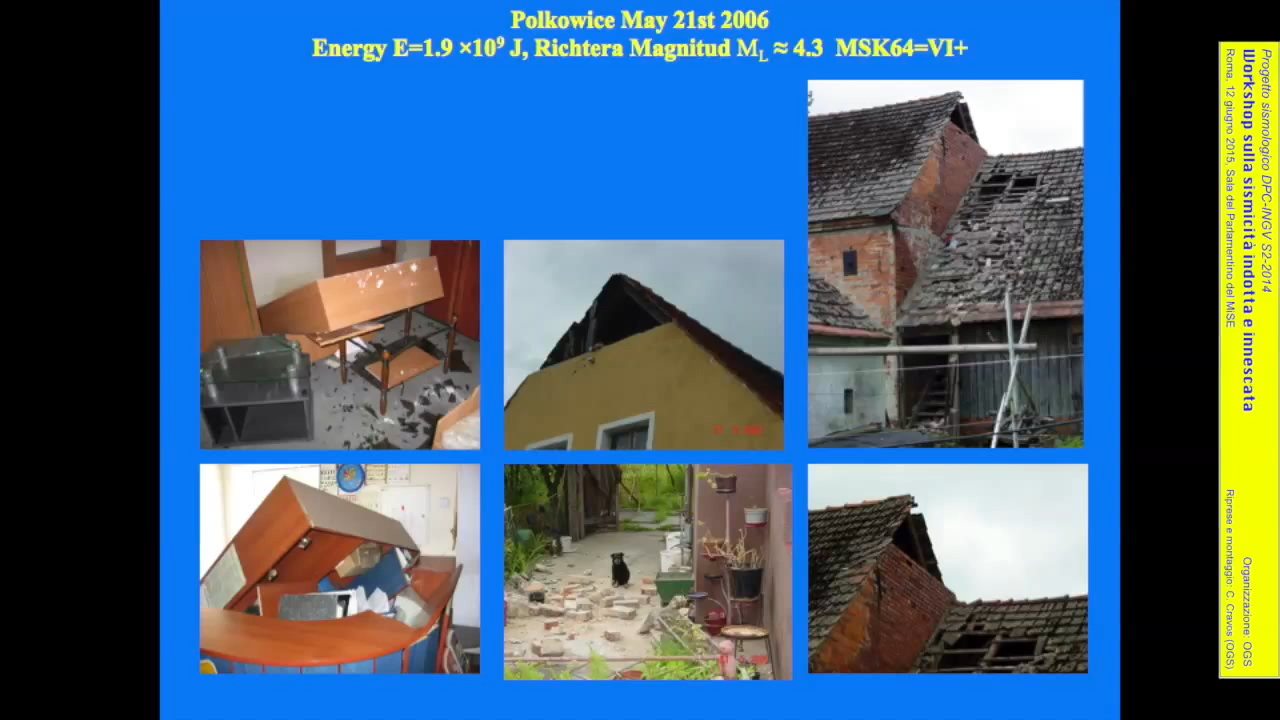 Polkowice May 21st 2006
Energy E=1.9 ×10⁹ J, Richtera Magnitud M_L ≈ 4.3 MSK64=VI+
Progetto sismologico DPC-INGV S2-2014
Workshop sulla sismicità indotta e innescata
Roma, 12 giugno 2015, Sala del Parlamentino del MiSE
Organizzazione: OGS
Riprese e montaggio: C. Cravos (OGS)